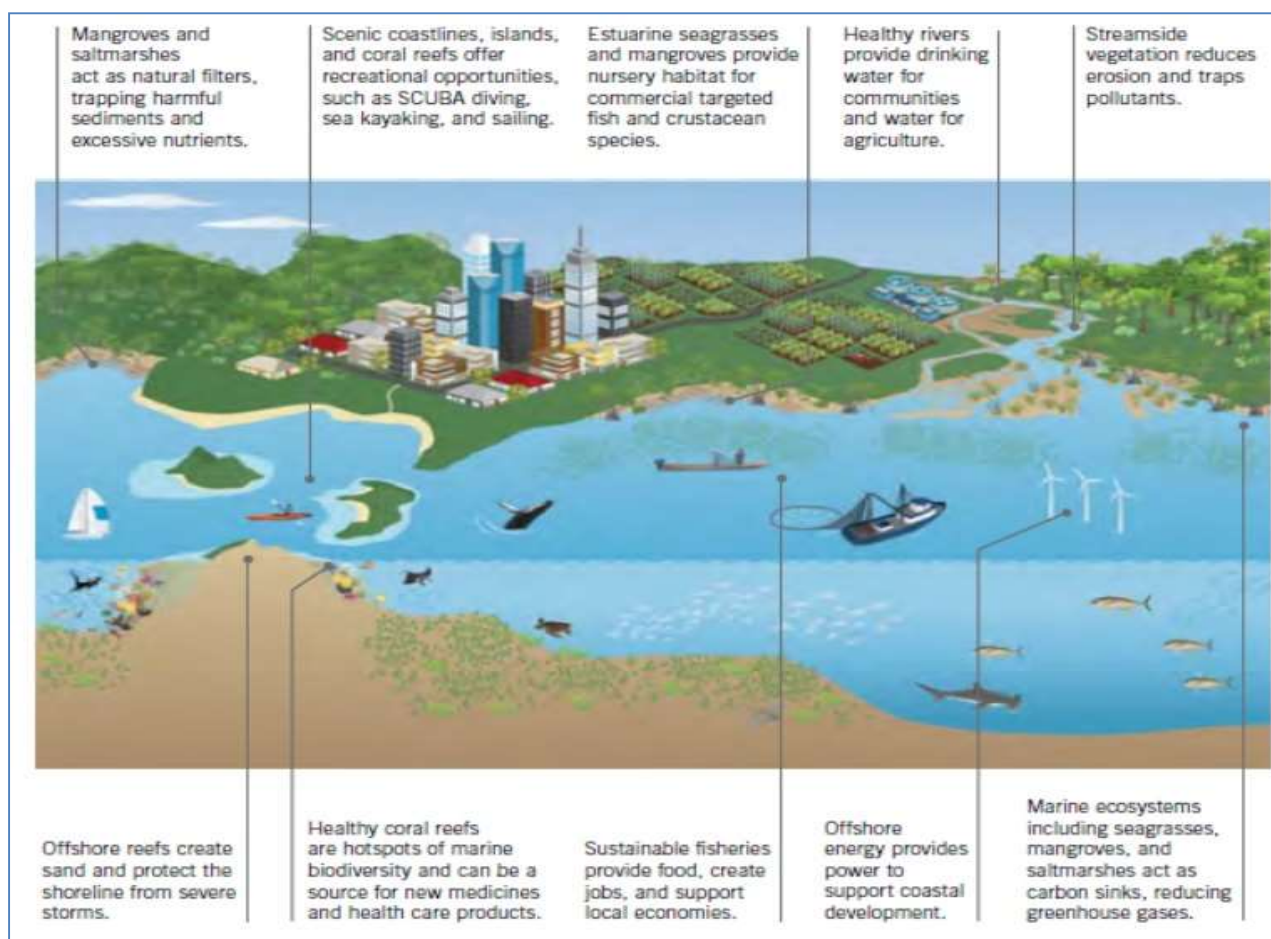 Mangroves and
saltmarshes
act as natural filters,
trapping harmful
sediments and
excessive nutrients.
Scenic coastlines, islands,
and coral reefs offer
recreational opportunities,
such as SCUBA diving,
sea kayaking, and sailing.
Estuarine seagrasses
and mangroves provide
nursery habitat for
commercial targeted
fish and crustacean
species.
Healthy rivers
provide drinking
water for
communities
and water for
agriculture.
Streamside
vegetation reduces
erosion and traps
pollutants.
Offshore reefs create
sand and protect the
shoreline from severe
storms.
Healthy coral reefs
are hotspots of marine
biodiversity and can be a
source for new medicines
and health care products.
Sustainable fisheries
provide food, create
jobs, and support
local economies.
Offshore
energy provides
power to
support coastal
development.
Marine ecosystems
including seagrasses,
mangroves, and
saltmarshes act as
carbon sinks, reducing
greenhouse gases.